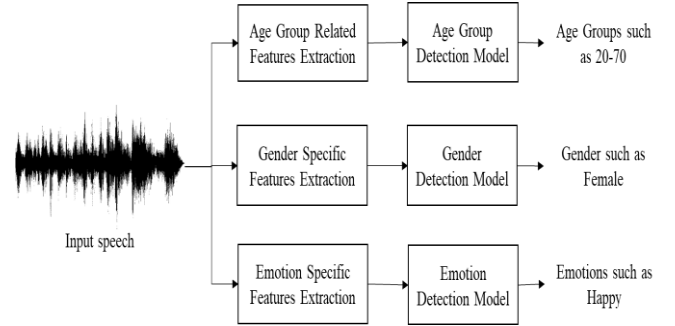 Age Group Related
Features Extraction
Age Group
Detection Model
Age Groups such
as 20-70
Gender Specific
Features Extraction
Gender
Detection Model
Gender such as
Female
Input speech
Emotion Specific
Features Extraction
Emotion
Detection Model
Emotions such as
Happy